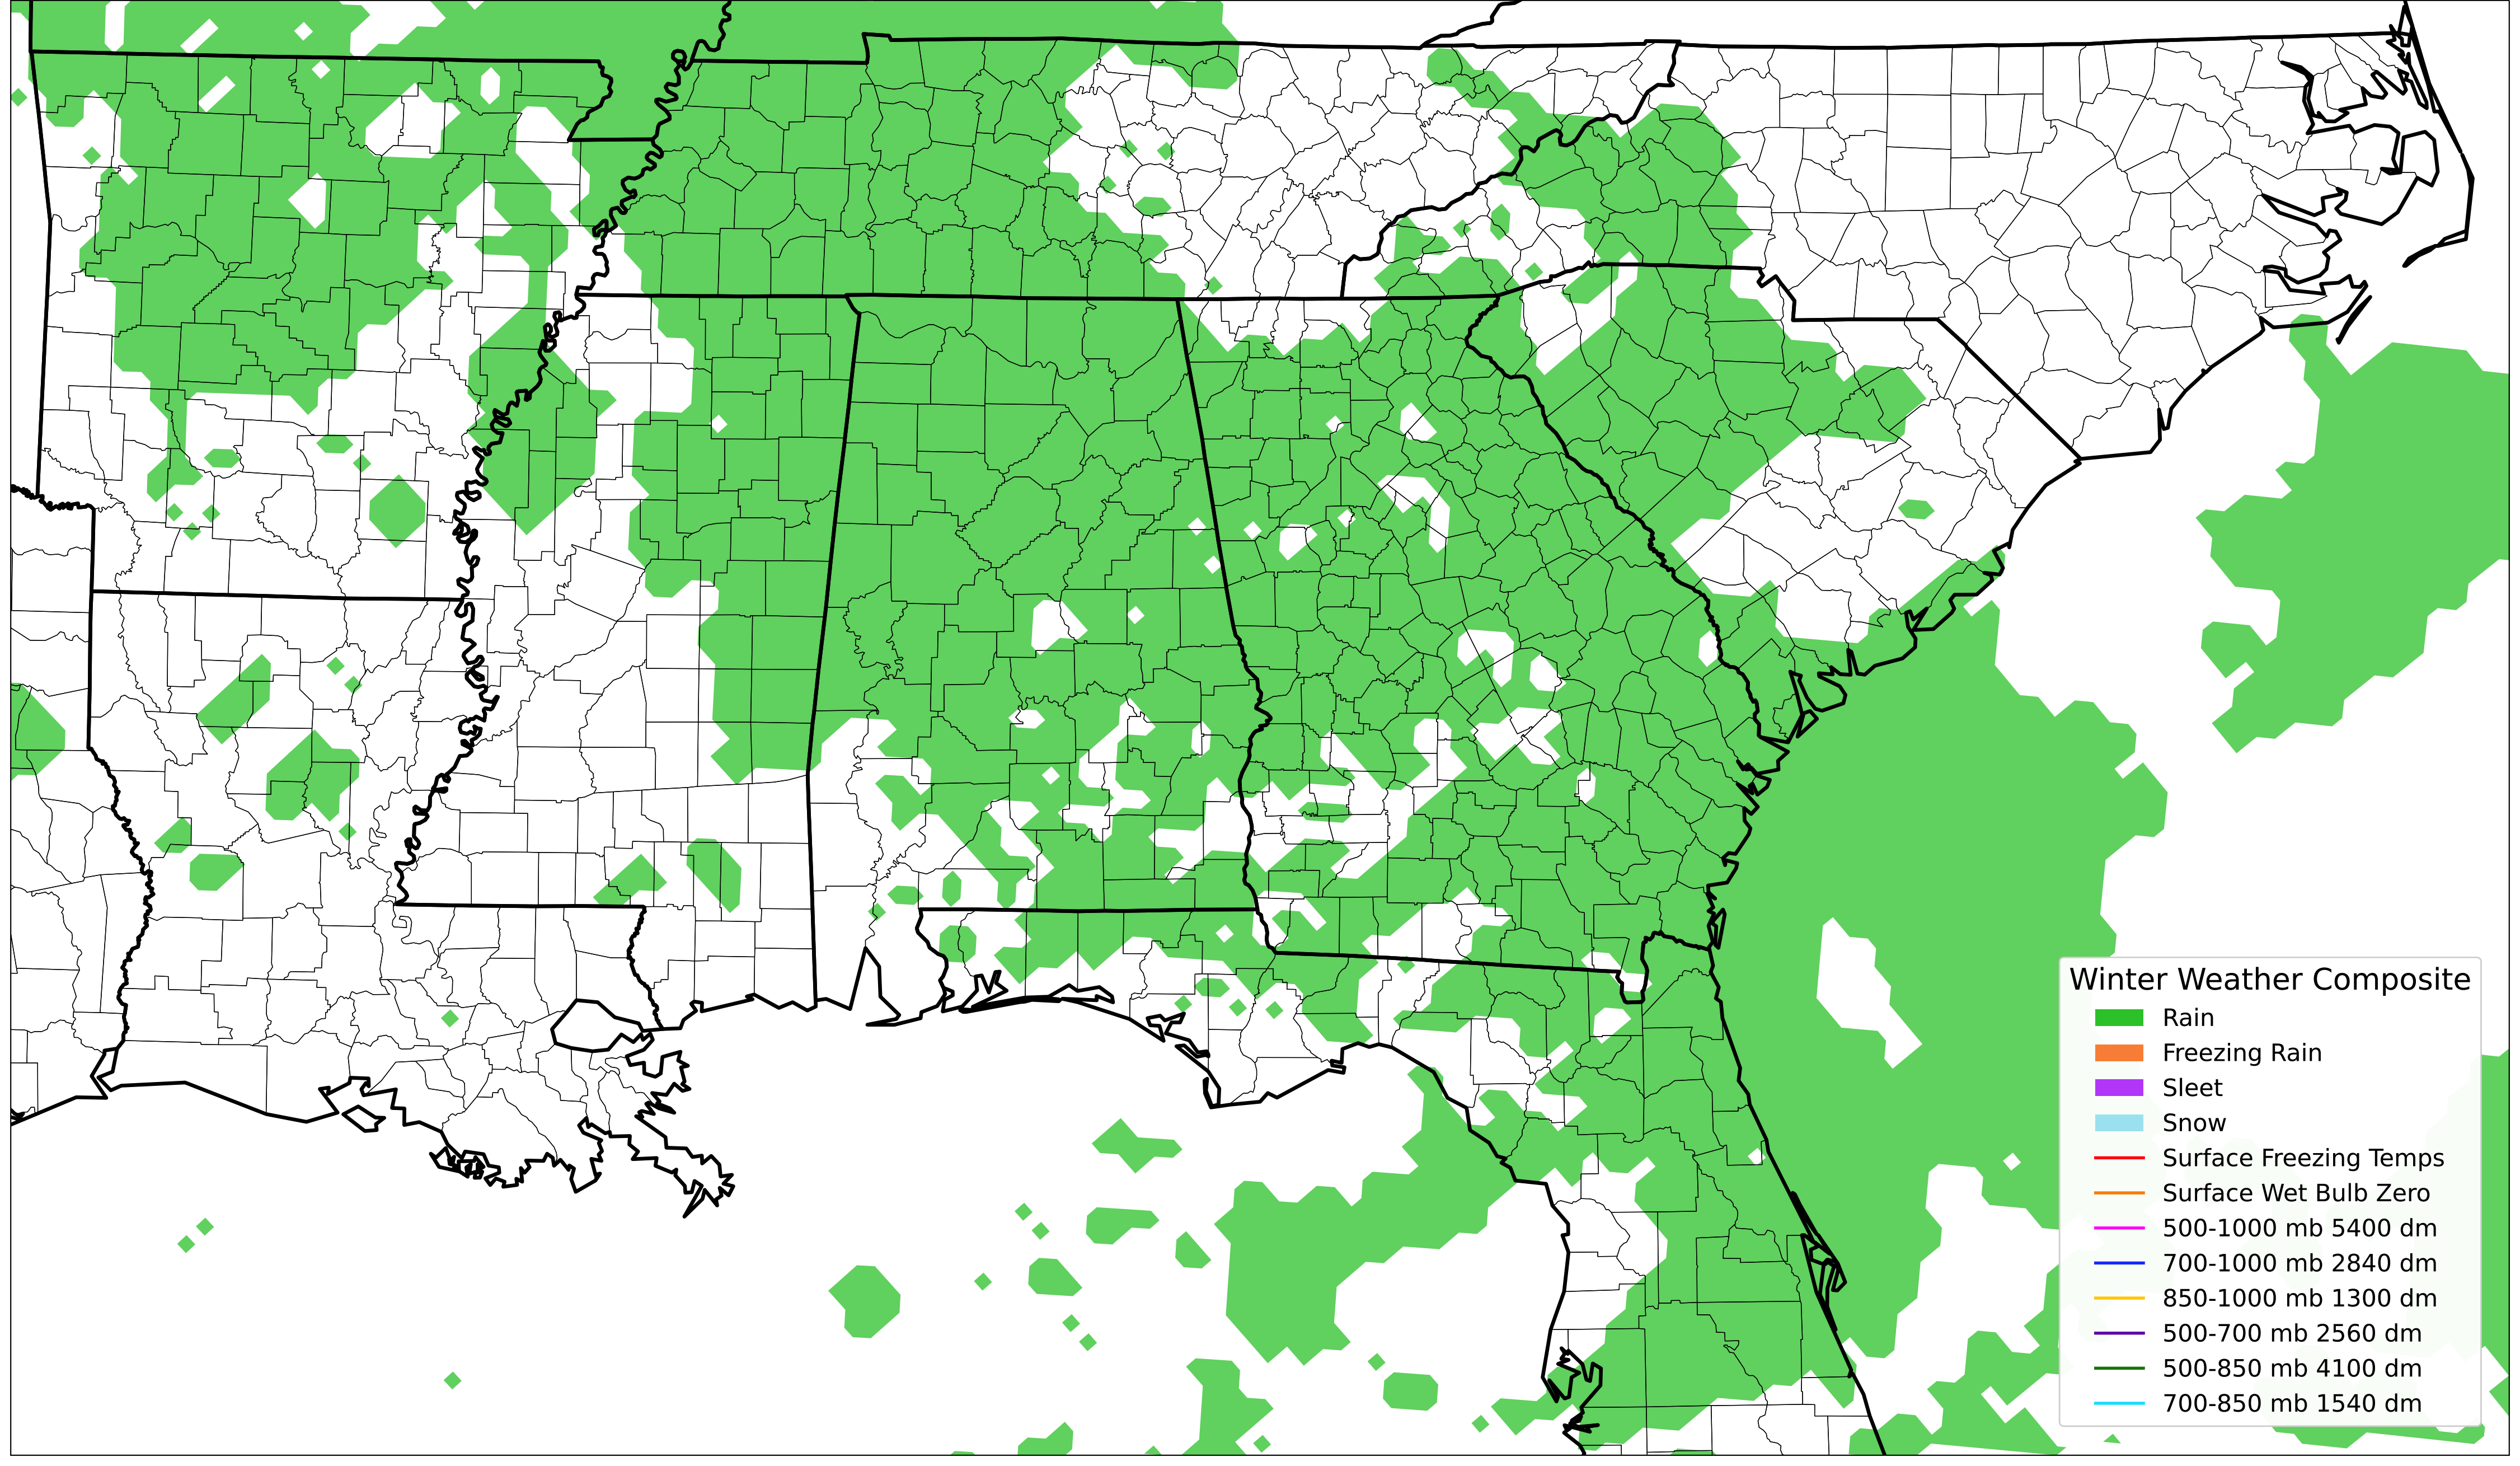 Winter Weather Composite
Rain
Freezing Rain
Sleet
Snow
Surface Freezing Temps
Surface Wet Bulb Zero
500-1000 mb 5400 dm
700-1000 mb 2840 dm
850-1000 mb 1300 dm
500-700 mb 2560 dm
500-850 mb 4100 dm
700-850 mb 1540 dm